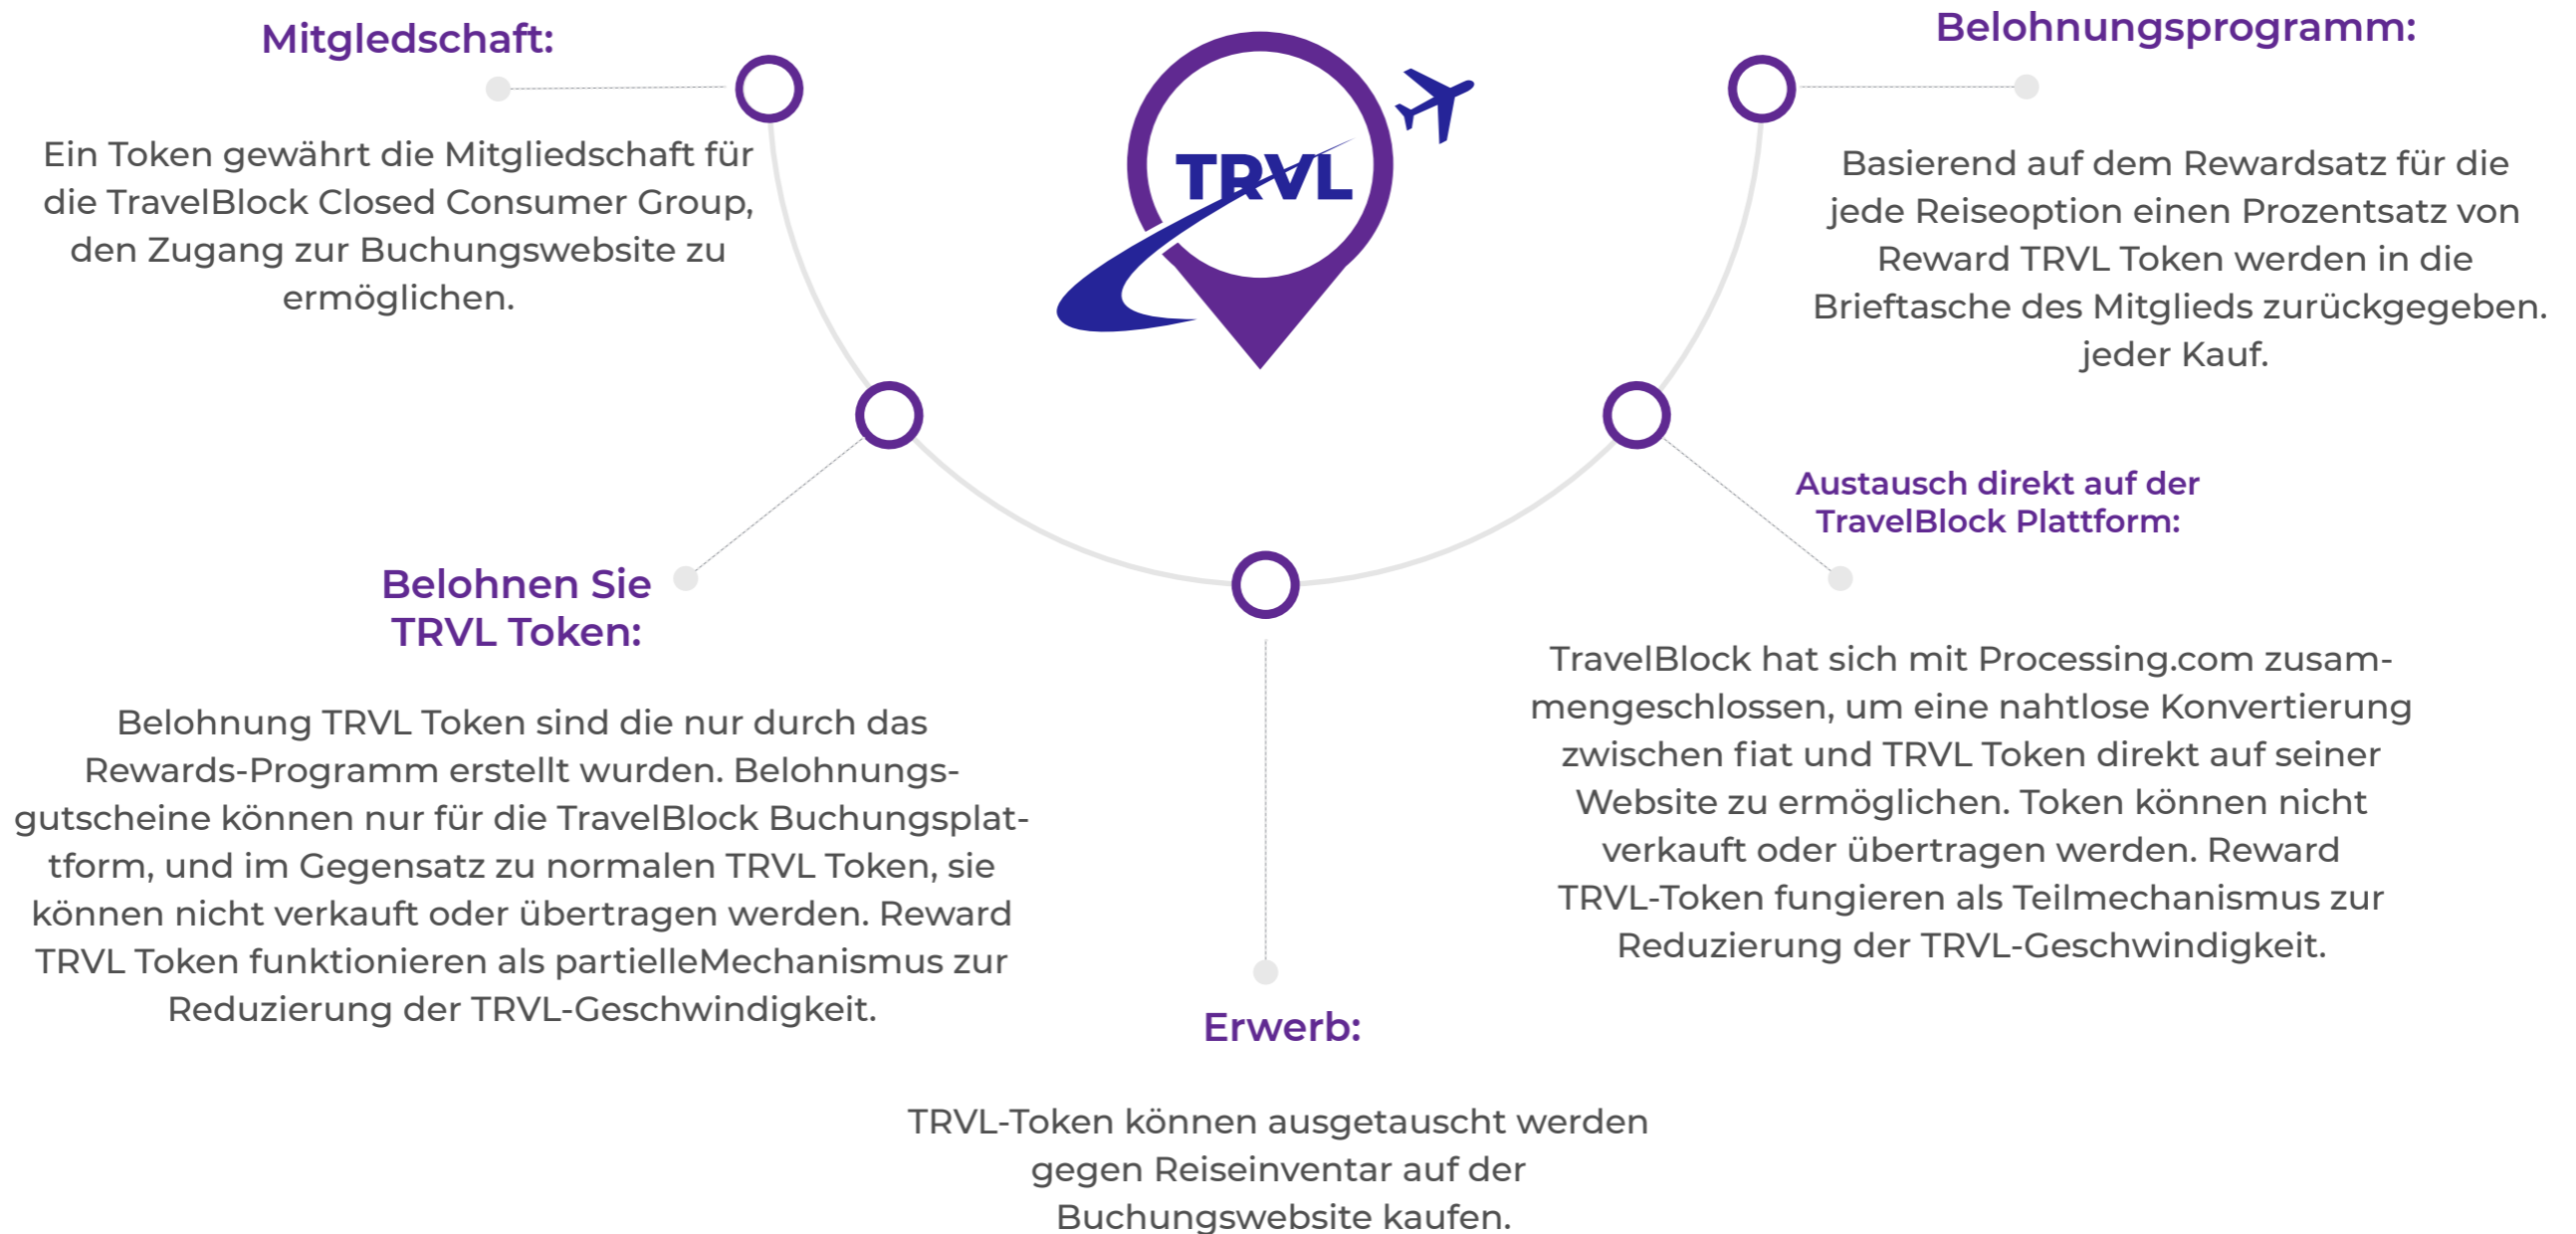 Mitgledschaft:
Ein Token gewährt die Mitgliedschaft für
die TravelBlock Closed Consumer Group,
den Zugang zur Buchungswebsite zu
ermöglichen.
Belohnen Sie
TRVL Token:
Belohnung TRVL Token sind die nur durch das
Rewards-Programm erstellt wurden. Belohnungs-
gutscheine können nur für die TravelBlock Buchungsplat-
tform, und im Gegensatz zu normalen TRVL Token, sie
können nicht verkauft oder übertragen werden. Reward
TRVL Token funktionieren als partielleMechanismus zur
Reduzierung der TRVL-Geschwindigkeit.
TRVL
Erwerb:
TRVL-Token können ausgetauscht werden
gegen Reiseinventar auf der
Buchungswebsite kaufen.
Austausch direkt auf der
TravelBlock Plattform:
TravelBlock hat sich mit Processing.com zusam-
mengeschlossen, um eine nahtlose Konvertierung
zwischen fiat und TRVL Token direkt auf seiner
Website zu ermöglichen. Token können nicht
verkauft oder übertragen werden. Reward
TRVL-Token fungieren als Teilmechanismus zur
Reduzierung der TRVL-Geschwindigkeit.
Belohnungsprogramm:
Basierend auf dem Rewardsatz für die
jede Reiseoption einen Prozentsatz von
Reward TRVL Token werden in die
Brieftasche des Mitglieds zurückgegeben.
jeder Kauf.